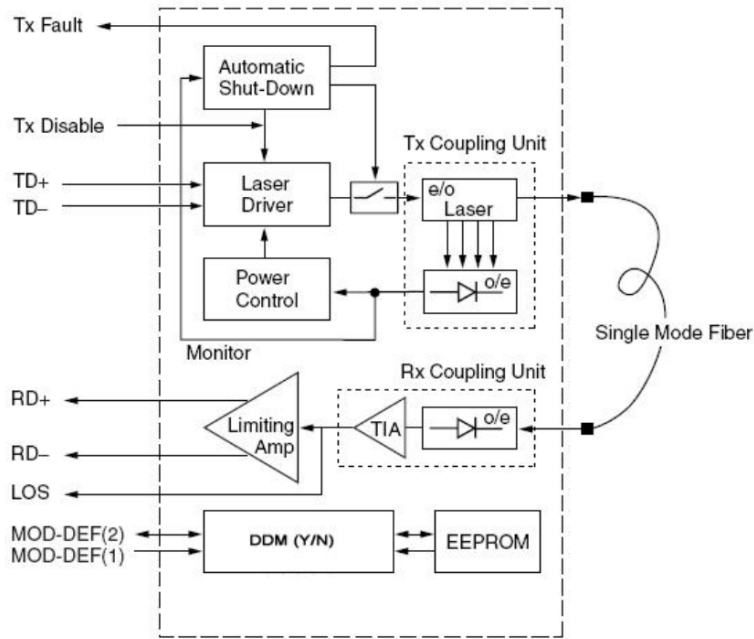 Tx Fault
Automatic
Shut-Down
Tx Disable
Tx Coupling Unit
TD+
TD–
Laser
Driver
e/o
Laser
Power
Control
o/e
Monitor
Single Mode Fiber
Rx Coupling Unit
RD+
RD–
Limiting
Amp
TIA
o/e
LOS
MOD-DEF(2)
MOD-DEF(1)
DDM (Y/N)
EEPROM